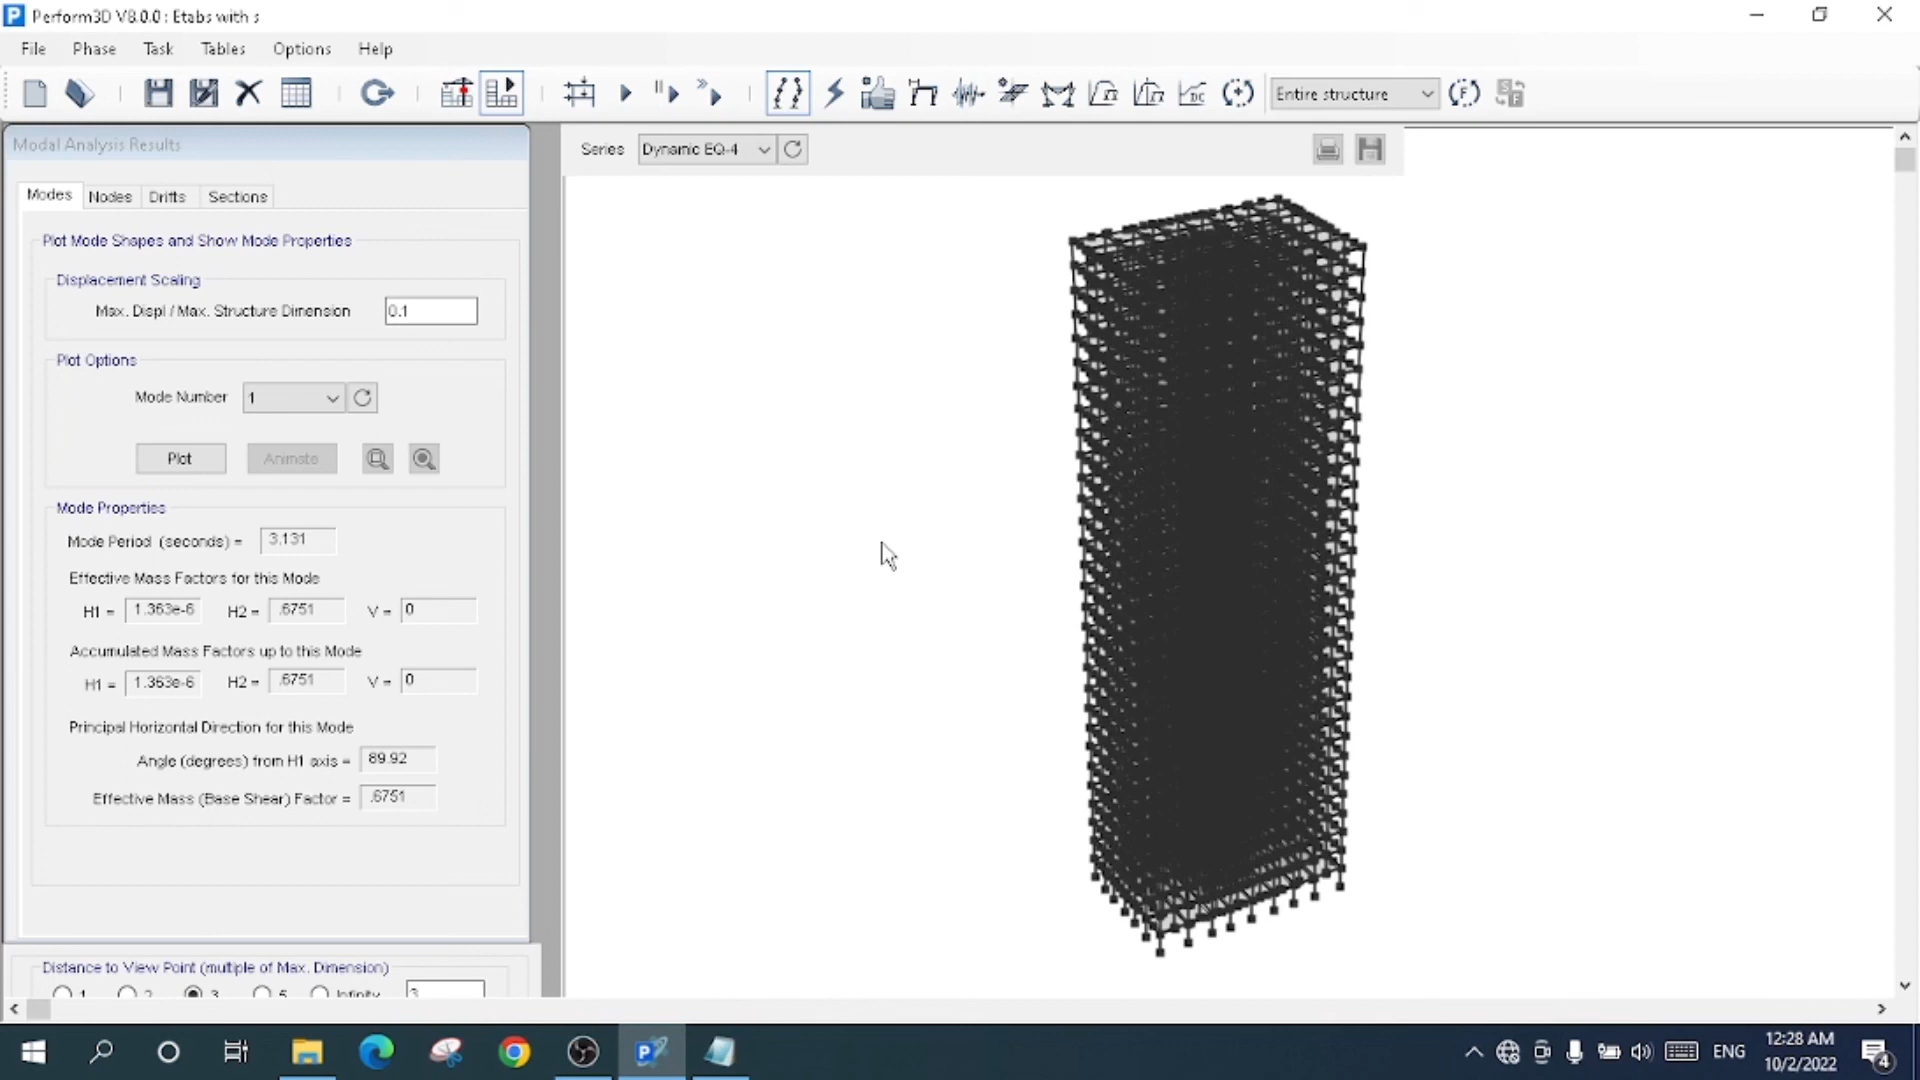 Perform3D V8.0.0 : Etabs with s
File Phase Task Tables Options Help
Entire structure
Modal Analysis Results
Series Dynamic EQ-4
Modes Nodes Drifts Sections
Plot Mode Shapes and Show Mode Properties
Displacement Scaling
Max. Displ / Max. Structure Dimension 0.1
Plot Options
Mode Number 1
Plot Animate
Mode Properties
Mode Period (seconds) = 3.131
Effective Mass Factors for this Mode
H1 = 1.363e-6 H2 = .6751 V = 0
Accumulated Mass Factors up to this Mode
H1 = 1.363e-6 H2 = .6751 V = 0
Principal Horizontal Direction for this Mode
Angle (degrees) from H1 axis = 89.92
Effective Mass (Base Shear) Factor = .6751
Distance to View Point (multiple of Max. Dimension)
1 2 3 5 Infinity 3
ENG
12:28 AM
10/2/2022
4